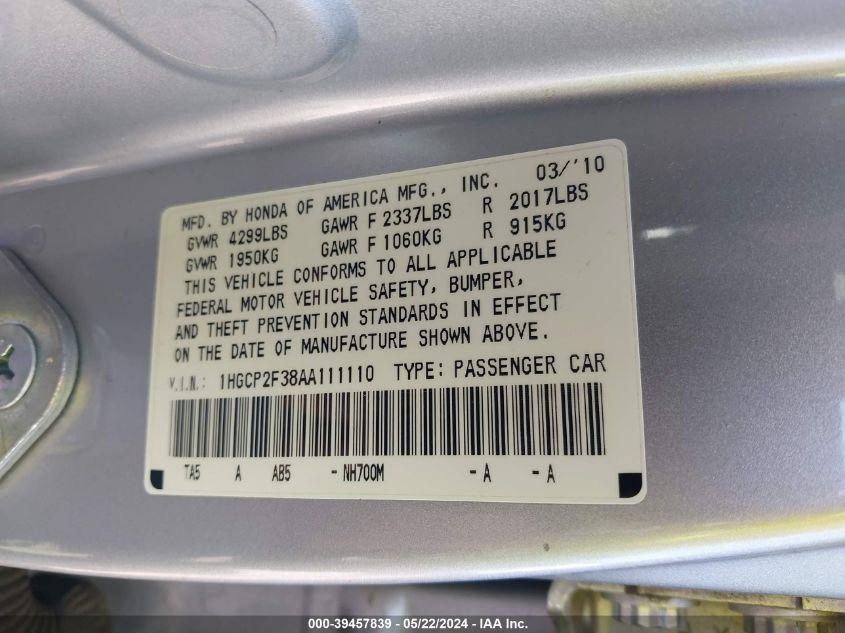 MFD. BY HONDA OF AMERICA MFG., INC. 03/'10
GVWR 4299LBS GAWR F 2337LBS R 2017LBS
GVWR 1950KG GAWR F 1060KG R 915KG
THIS VEHICLE CONFORMS TO ALL APPLICABLE
FEDERAL MOTOR VEHICLE SAFETY, BUMPER,
AND THEFT PREVENTION STANDARDS IN EFFECT
ON THE DATE OF MANUFACTURE SHOWN ABOVE.
V.I.N.: 1HGCP2F38AA111110 TYPE: PASSENGER CAR
TA5 A AB5 -NH700M -A -A
000-39457839 - 05/22/2024 - IAA Inc.